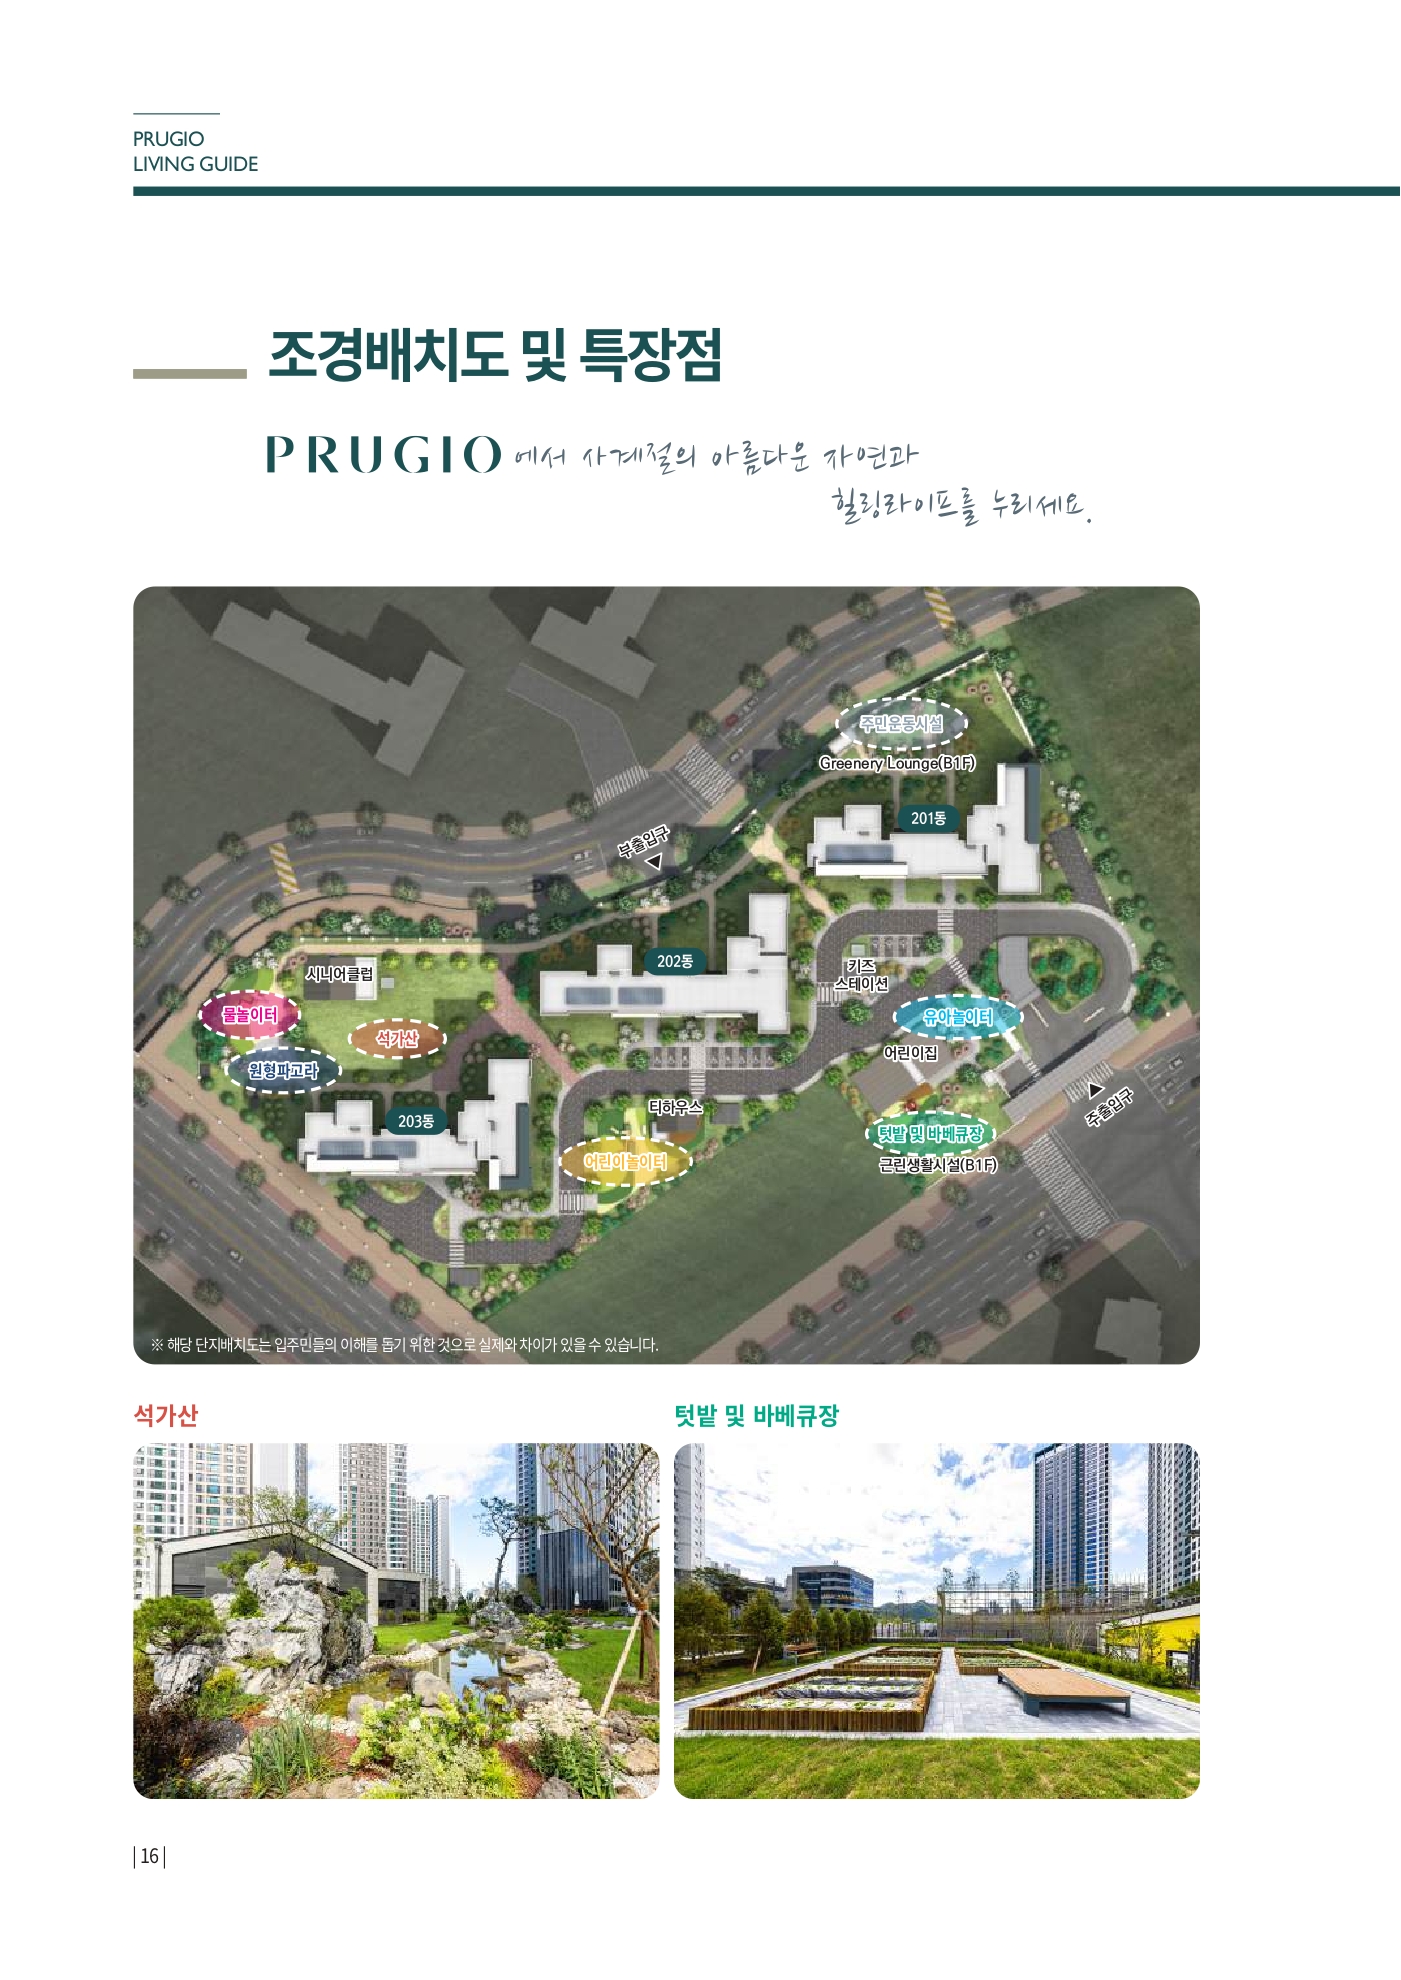 PRUGIO
LIVING GUIDE
조경배치도 및 특장점
PRUGIO에서 사계절의 아름다운 자연과
힐링라이프를 누리세요.
주민운동시설
Greenery Lounge(B1F)
201동
부출입구
202동
키즈
스테이션
시니어클럽
물놀이터
석가산
유아놀이터
원형파고라
어린이집
203동
티하우스
주출입구
텃밭 및 바베큐장
어린이놀이터
근린생활시설(B1F)
※ 해당 단지배치도는 입주민들의 이해를 돕기 위한 것으로 실제와 차이가 있을 수 있습니다.
석가산
텃밭 및 바베큐장
| 16 |